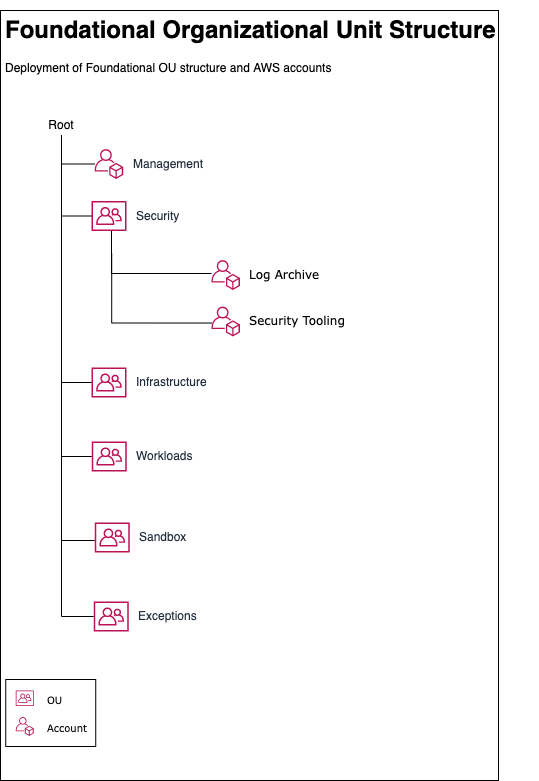 Foundational Organizational Unit Structure
Deployment of Foundational OU structure and AWS accounts
Root
Management
Security
Log Archive
Security Tooling
Infrastructure
Workloads
Sandbox
Exceptions
OU
Account